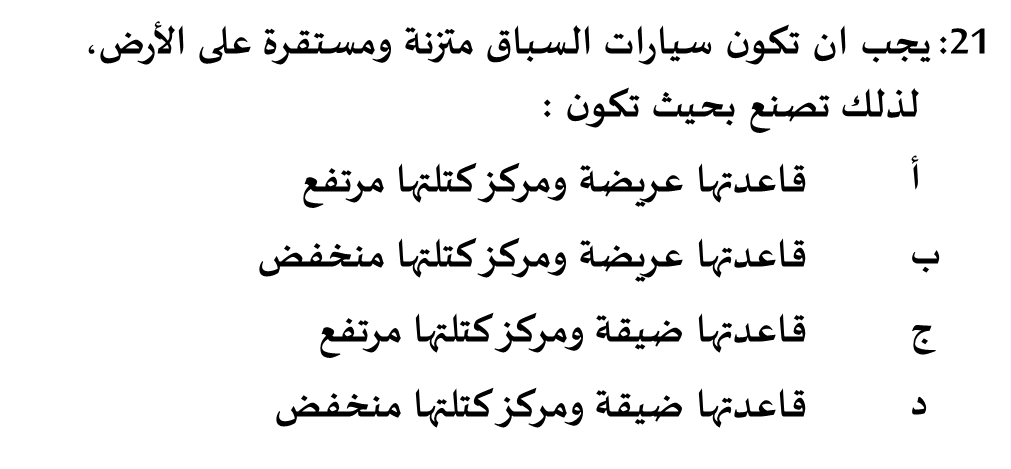 21: يجب ان تكون سيارات السباق متزنة ومستقرة على الأرض،
لذلك تصنع بحيث تكون :
أ قاعدتها عريضة ومركز كتلتها مرتفع
ب قاعدتها عريضة ومركز كتلتها منخفض
ج قاعدتها ضيقة ومركز كتلتها مرتفع
د قاعدتها ضيقة ومركز كتلتها منخفض